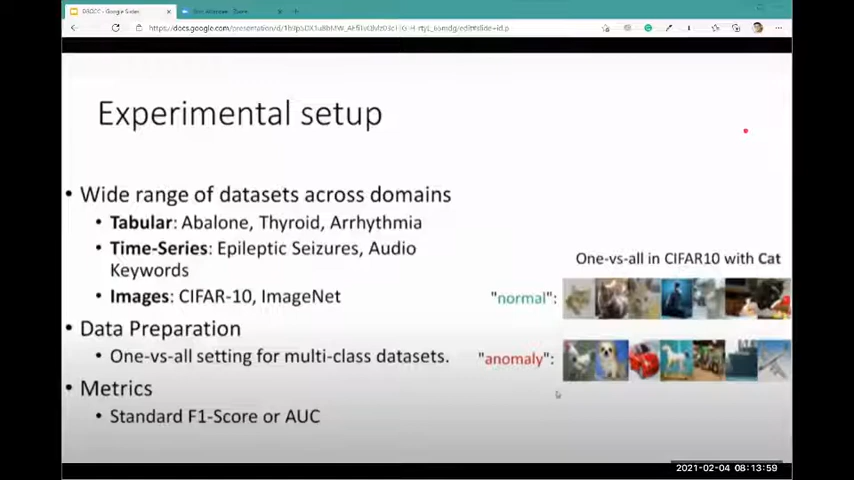 Google Slides
Experimental setup
• Wide range of datasets across domains
• Tabular: Abalone, Thyroid, Arrhythmia
• Time-Series: Epileptic Seizures, Audio
Keywords
• Images: CIFAR-10, ImageNet
• Data Preparation
• One-vs-all setting for multi-class datasets.
• Metrics
• Standard F1-Score or AUC
One-vs-all in CIFAR10 with Cat
"normal":
"anomaly":
2021-02-04 08:13:59